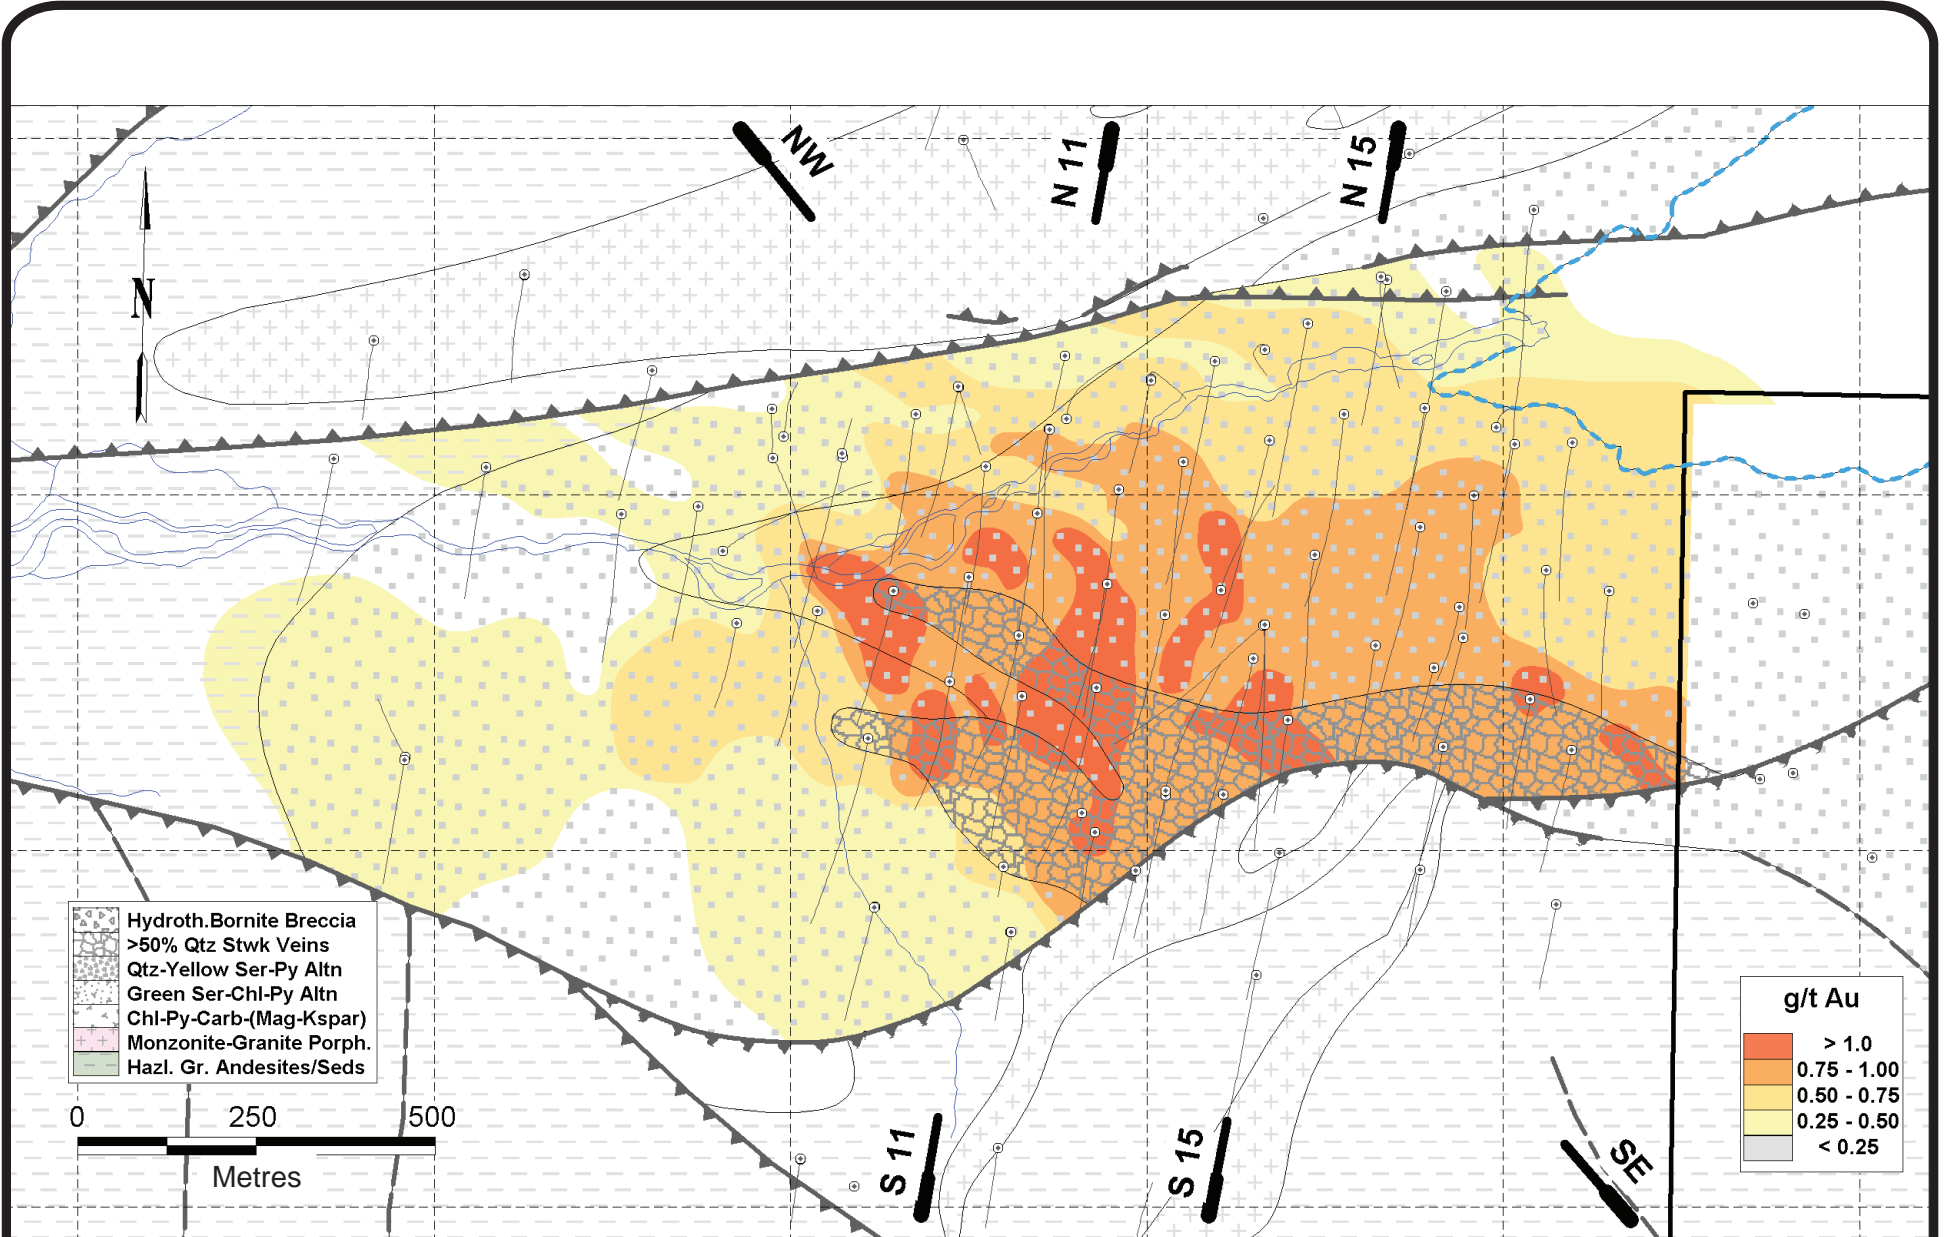 NW
N 11
N 15
N
Hydroth.Bornite Breccia
>50% Qtz Stwk Veins
Qtz-Yellow Ser-Py Altn
Green Ser-Chl-Py Altn
Chl-Py-Carb-(Mag-Kspar)
Monzonite-Granite Porph.
Hazl. Gr. Andesites/Seds
0 250 500
Metres
S 11
S 15
SE
g/t Au
> 1.0
0.75 - 1.00
0.50 - 0.75
0.25 - 0.50
< 0.25